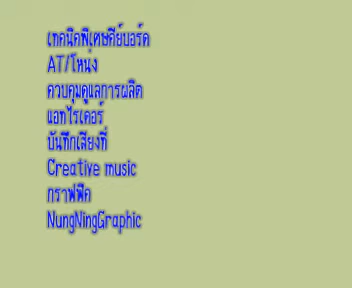 เทคนิคพิเศษคีย์บอร์ด
AT/โหน่ง
ควบคุมดูแลการผลิต
แอทไรเดอร์
บันทึกเสียงที่
Creative music
กราฟฟิค
NungNingGraphic